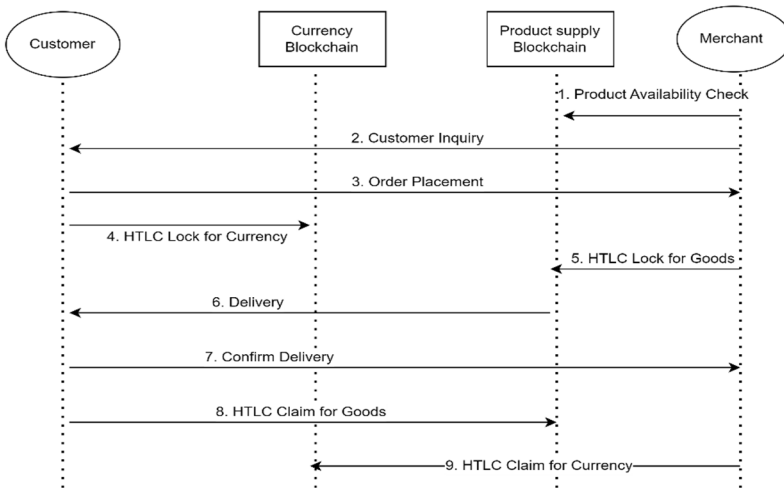 Customer
Currency
Blockchain
Product supply
Blockchain
Merchant
1. Product Availability Check
2. Customer Inquiry
3. Order Placement
4. HTLC Lock for Currency
5. HTLC Lock for Goods
6. Delivery
7. Confirm Delivery
8. HTLC Claim for Goods
9. HTLC Claim for Currency